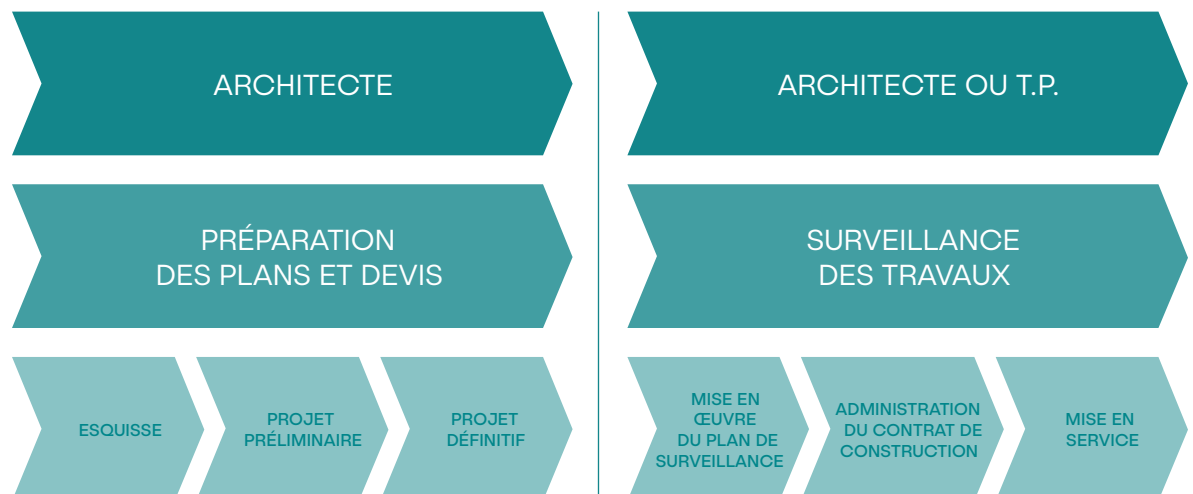 ARCHITECTE
ARCHITECTE OU T.P.
PRÉPARATION
DES PLANS ET DEVIS
SURVEILLANCE
DES TRAVAUX
ESQUISSE
PROJET
PRÉLIMINAIRE
PROJET
DÉFINITIF
MISE EN
ŒUVRE
DU PLAN DE
SURVEILLANCE
ADMINISTRATION
DU CONTRAT DE
CONSTRUCTION
MISE EN
SERVICE